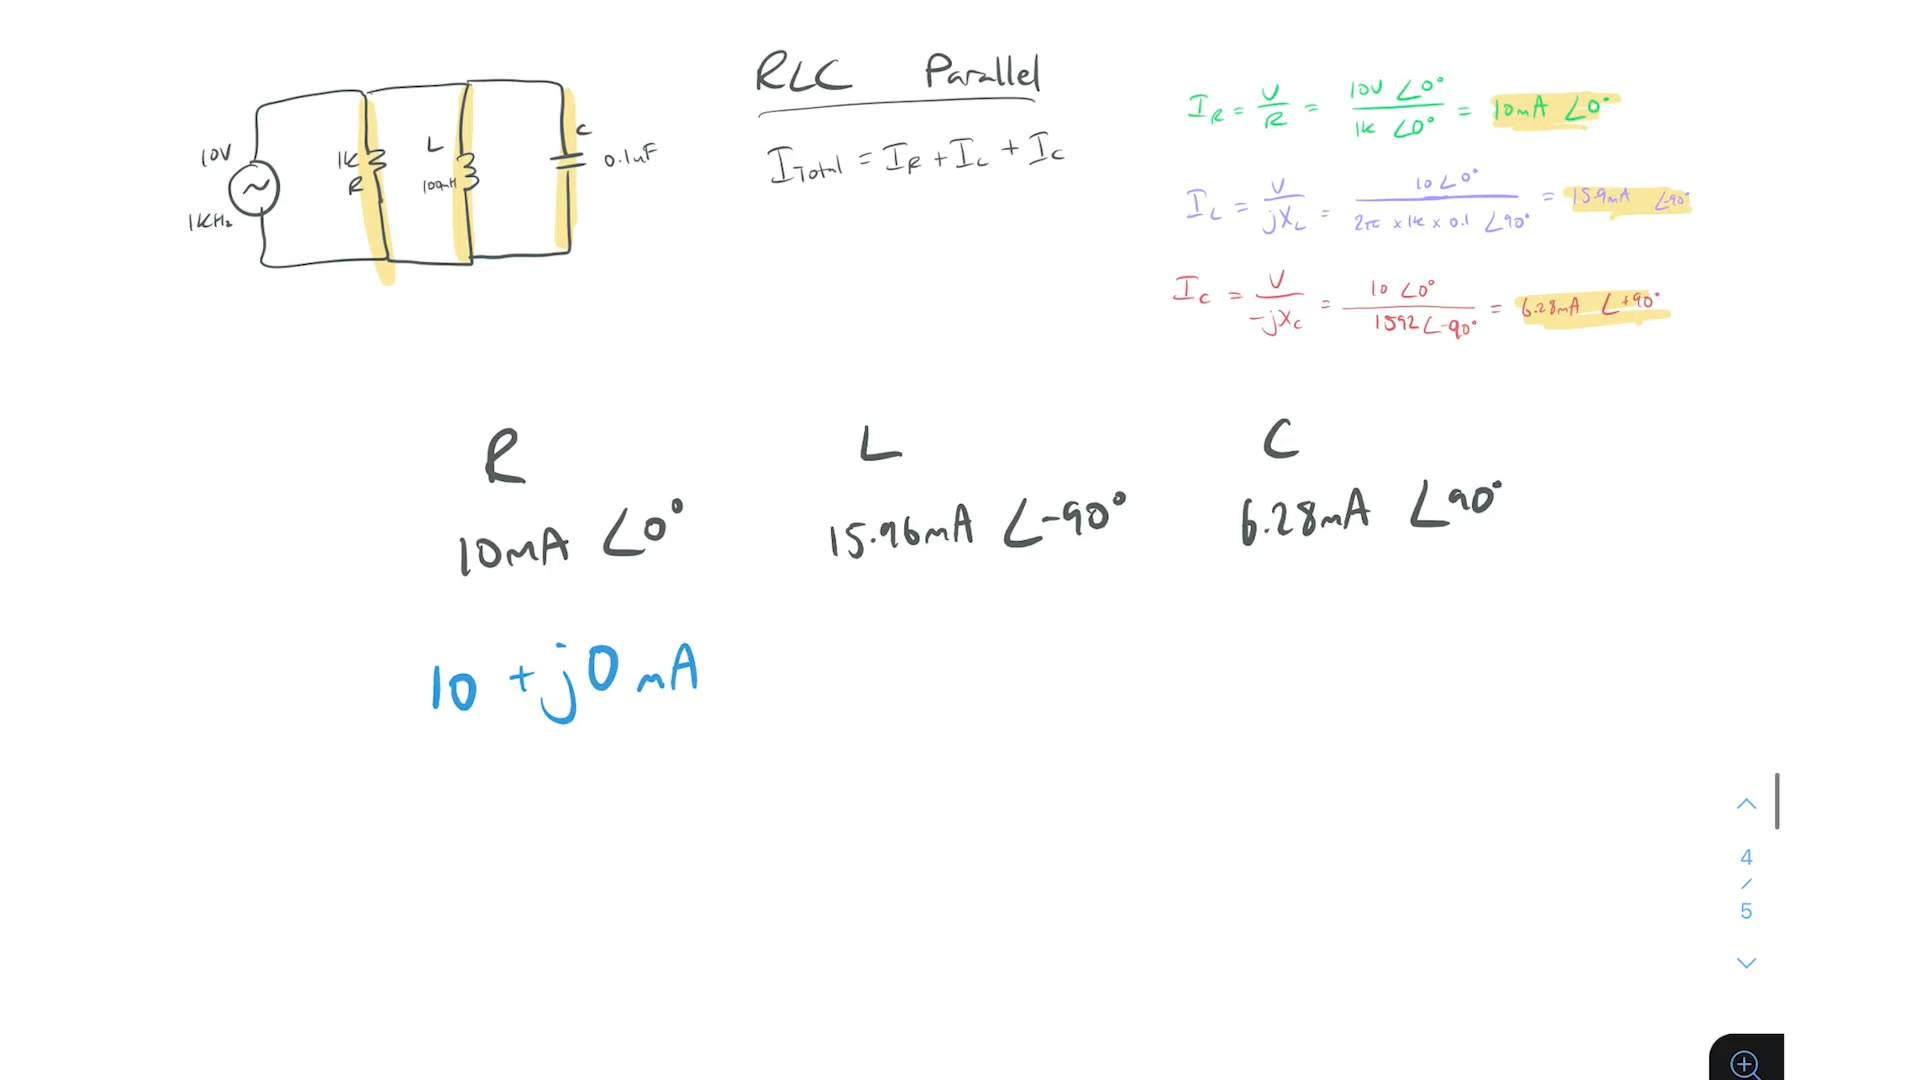 RLC Parallel
I_Total = I_R + I_L + I_C
10V
1KHz
1K
R
L
100mH
C
0.1uF
I_R = V/R = 10V ∠0° / 1k ∠0° = 10mA ∠0°
I_L = V/jX_L = 10 ∠0° / 2π x 1k x 0.1 ∠90° = 15.9mA ∠-90°
I_C = V/-jX_C = 10 ∠0° / 1592 ∠-90° = 6.28mA ∠+90°
R
10mA ∠0°
L
15.96mA ∠-90°
C
6.28mA ∠90°
10 +j0 mA
4
/
5